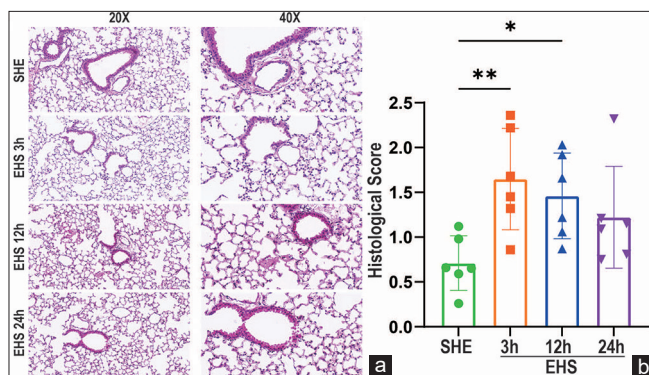 20X 40X
SHE
EHS 3h
EHS 12h
EHS 24h
a
*
**
Histological Score
2.5
2.0
1.5
1.0
0.5
0.0
SHE 3h 12h 24h
EHS
b